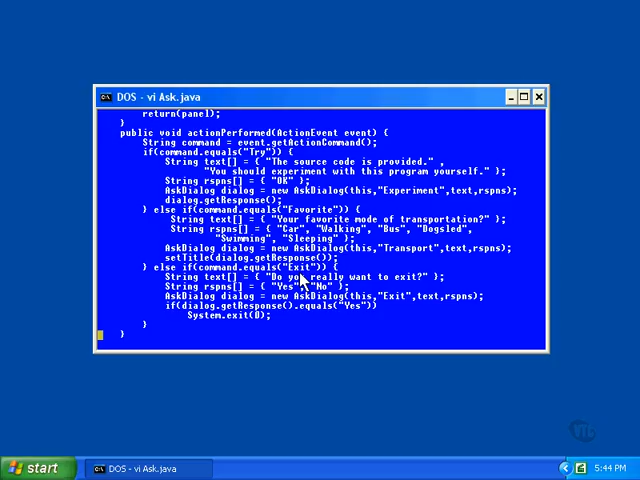 DOS - vi Ask.java
return(panel);
}
public void actionPerformed(ActionEvent event) {
String command = event.getActionCommand();
if(command.equals("Try")) {
String text[] = { "The source code is provided." ,
"You should experiment with this program yourself." };
String rspns[] = { "OK" };
AskDialog dialog = new AskDialog(this,"Experiment",text,rspns);
dialog.getResponse();
} else if(command.equals("Favorite")) {
String text[] = { "Your favorite mode of transportation?" };
String rspns[] = { "Car", "Walking", "Bus", "Dogsled",
"Swimming", "Sleeping" };
AskDialog dialog = new AskDialog(this,"Transport",text,rspns);
setTitle(dialog.getResponse());
} else if(command.equals("Exit")) {
String text[] = { "Do you really want to exit?" };
String rspns[] = { "Yes", "No" };
AskDialog dialog = new AskDialog(this,"Exit",text,rspns);
if(dialog.getResponse().equals("Yes"))
System.exit(0);
}
}
VTC
start
DOS - vi Ask.java
5:44 PM